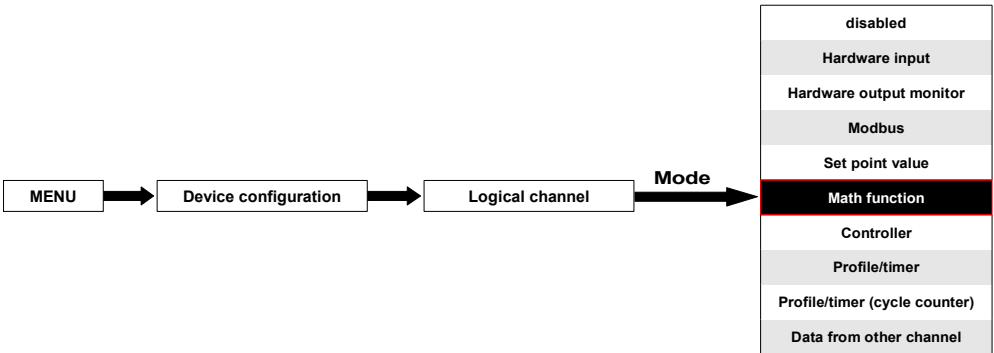 MENU
Device configuration
Logical channel
Mode
disabled
Hardware input
Hardware output monitor
Modbus
Set point value
Math function
Controller
Profile/timer
Profile/timer (cycle counter)
Data from other channel